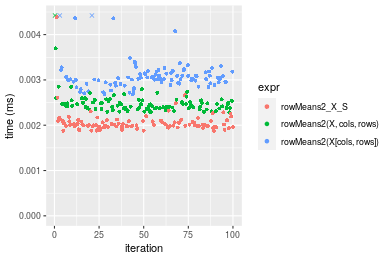 0.004
0.003
0.002
0.001
0.000
time (ms)
0
25
50
75
100
iteration
expr
rowMeans2_X_S
rowMeans2(X, cols, rows)
rowMeans2(X[cols, rows])